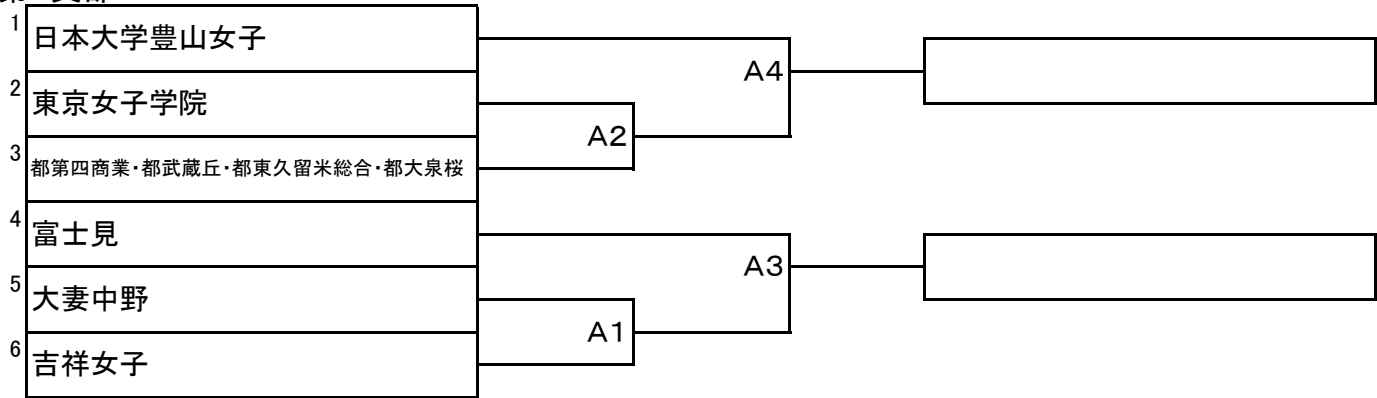 1 日本大学豊山女子
A4
2 東京女子学院
A2
3 都第四商業・都武蔵丘・都東久留米総合・都大泉桜
4 富士見
A3
5 大妻中野
A1
6 吉祥女子